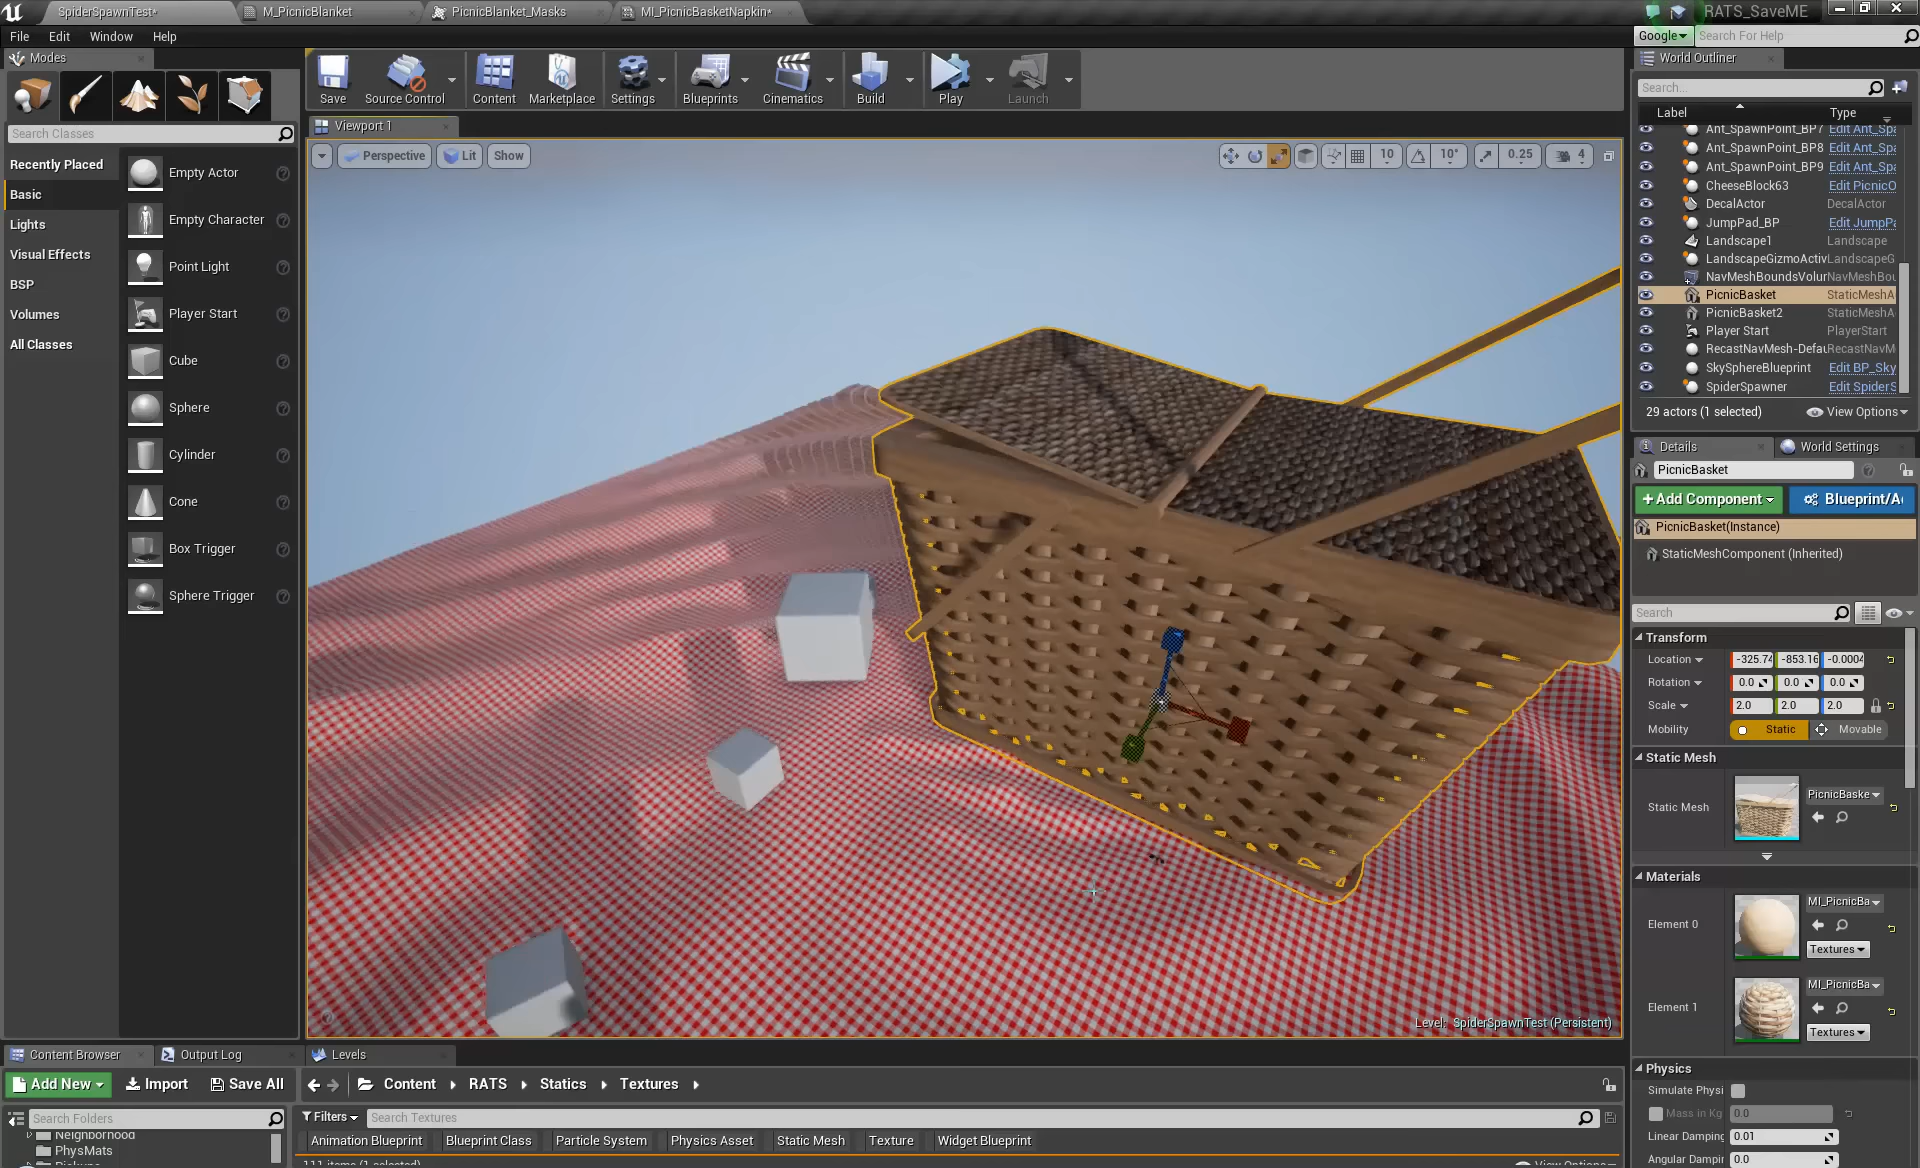 SpiderSpawnTest*
M_PicnicBlanket
PicnicBlanket_Masks
MI_PicnicBasketNapkin*
RATS_SaveME
File Edit Window Help
Google
Search For Help
Modes
Search Classes
Recently Placed
Basic
Lights
Visual Effects
BSP
Volumes
All Classes
Empty Actor
Empty Character
Point Light
Player Start
Cube
Sphere
Cylinder
Cone
Box Trigger
Sphere Trigger
Save
Source Control
Content
Marketplace
Settings
Blueprints
Cinematics
Build
Play
Launch
Viewport 1
Perspective
Lit
Show
10
10°
0.25
4
Level: SpiderSpawnTest (Persistent)
World Outliner
Search...
Label Type
Ant_SpawnPoint_BP7 Edit Ant_Spa
Ant_SpawnPoint_BP8 Edit Ant_Spa
Ant_SpawnPoint_BP9 Edit Ant_Spa
CheeseBlock63 Edit PicnicO
DecalActor DecalActor
JumpPad_BP Edit JumpPa
Landscape1 Landscape
LandscapeGizmoActiv LandscapeG
NavMeshBoundsVolur NavMeshBou
PicnicBasket StaticMeshA
PicnicBasket2 StaticMeshA
Player Start PlayerStart
RecastNavMesh-Defau RecastNavM
SkySphereBlueprint Edit BP_Sky
SpiderSpawner Edit SpiderS
29 actors (1 selected)
View Options
Details
World Settings
PicnicBasket
+Add Component
Blueprint/A
PicnicBasket(Instance)
StaticMeshComponent (Inherited)
Search
Transform
Location -325.74 -853.16 -0.0004
Rotation 0.0 0.0 0.0
Scale 2.0 2.0 2.0
Mobility Static Movable
Static Mesh
Static Mesh PicnicBaske
Materials
Element 0 MI_PicnicBa
Textures
Element 1 MI_PicnicBa
Textures
Physics
Simulate Physi
Mass in Kg 0.0
Linear Damping 0.01
Angular Dampi 0.0
Content Browser
Output Log
Levels
Add New
Import
Save All
Content RATS Statics Textures
Search Folders
Neighborhood
PhysMats
Filters
Search Textures
Animation Blueprint
Blueprint Class
Particle System
Physics Asset
Static Mesh
Texture
Widget Blueprint
111 items (1 selected)
View Options